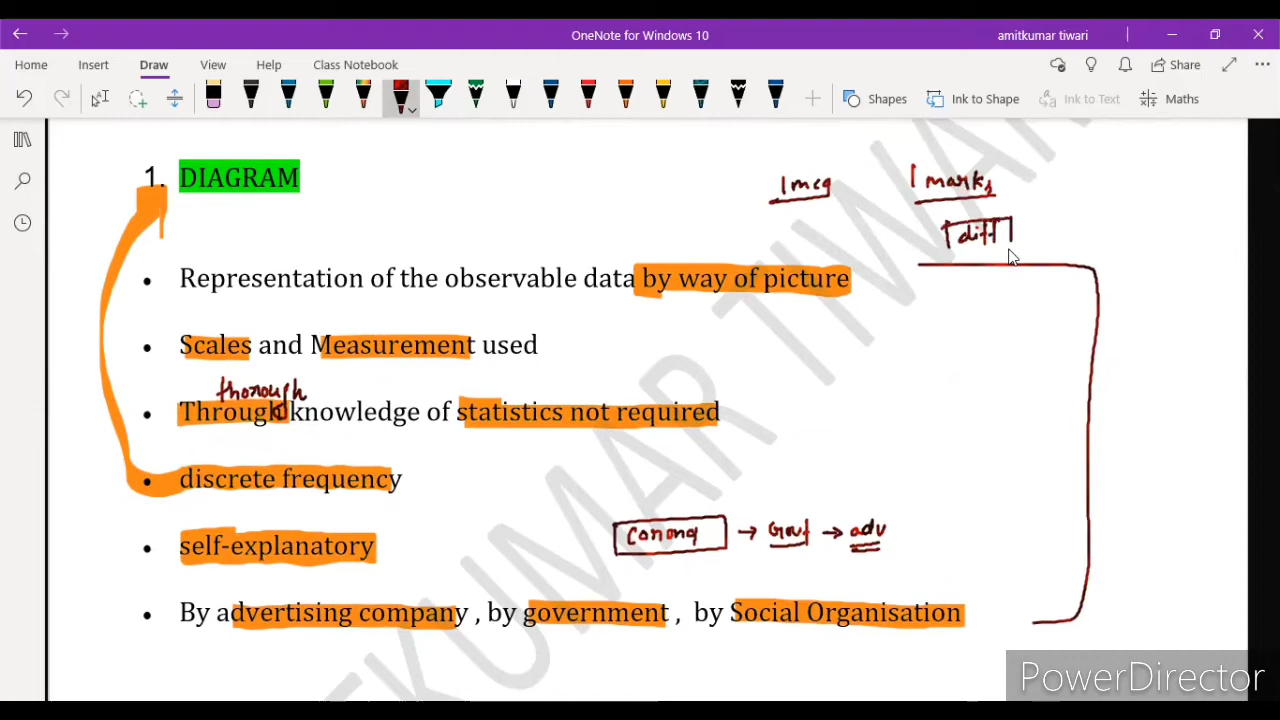 OneNote for Windows 10
amitkumar tiwari
Home Insert Draw View Help Class Notebook Share
Shapes Ink to Shape Ink to Text Maths
1. DIAGRAM
1 mcq 1 marks
diff
• Representation of the observable data by way of picture
• Scales and Measurement used
thorough
• Through knowledge of statistics not required
• discrete frequency
corona → Govt → adv
• self-explanatory
• By advertising company , by government , by Social Organisation
AMITKUMAR TIWARI
PowerDirector